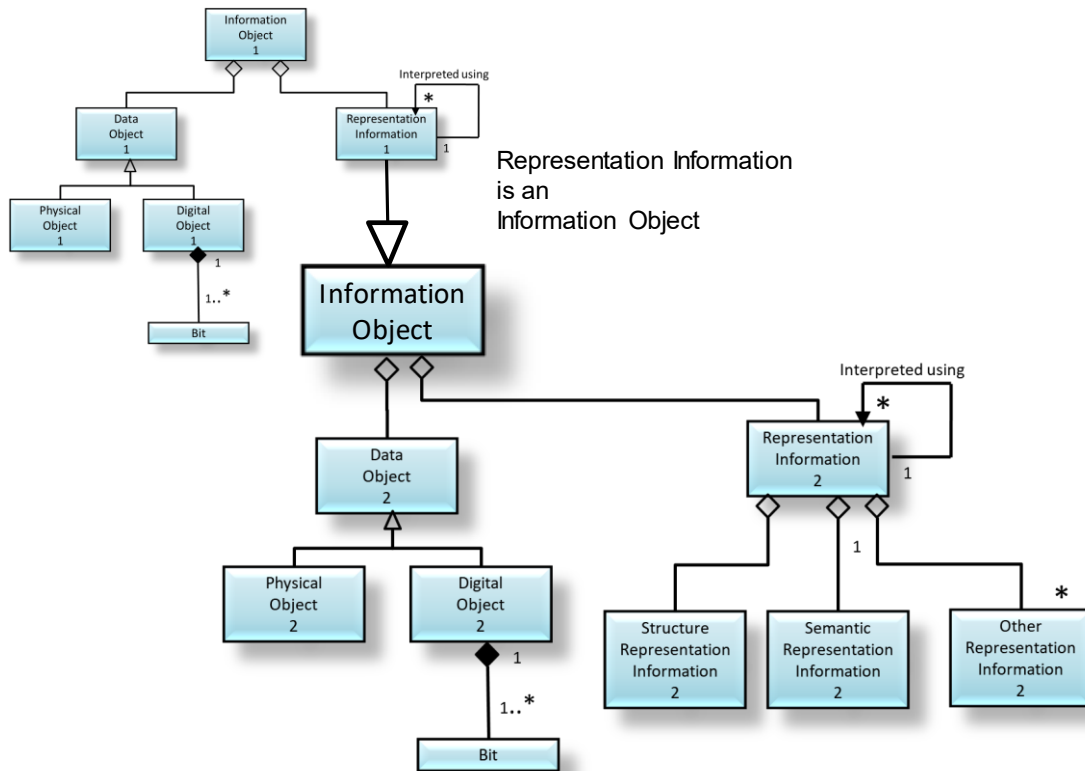 Information
Object
1
Interpreted using
*
Data
Object
1
Representation
Information
1
1
Representation Information
is an
Information Object
Physical
Object
1
Digital
Object
1
1
1..*
Bit
Information
Object
Interpreted using
*
Representation
Information
2
1
Data
Object
2
1
Physical
Object
2
Digital
Object
2
*
Structure
Representation
Information
2
Semantic
Representation
Information
2
Other
Representation
Information
2
1
1..*
Bit